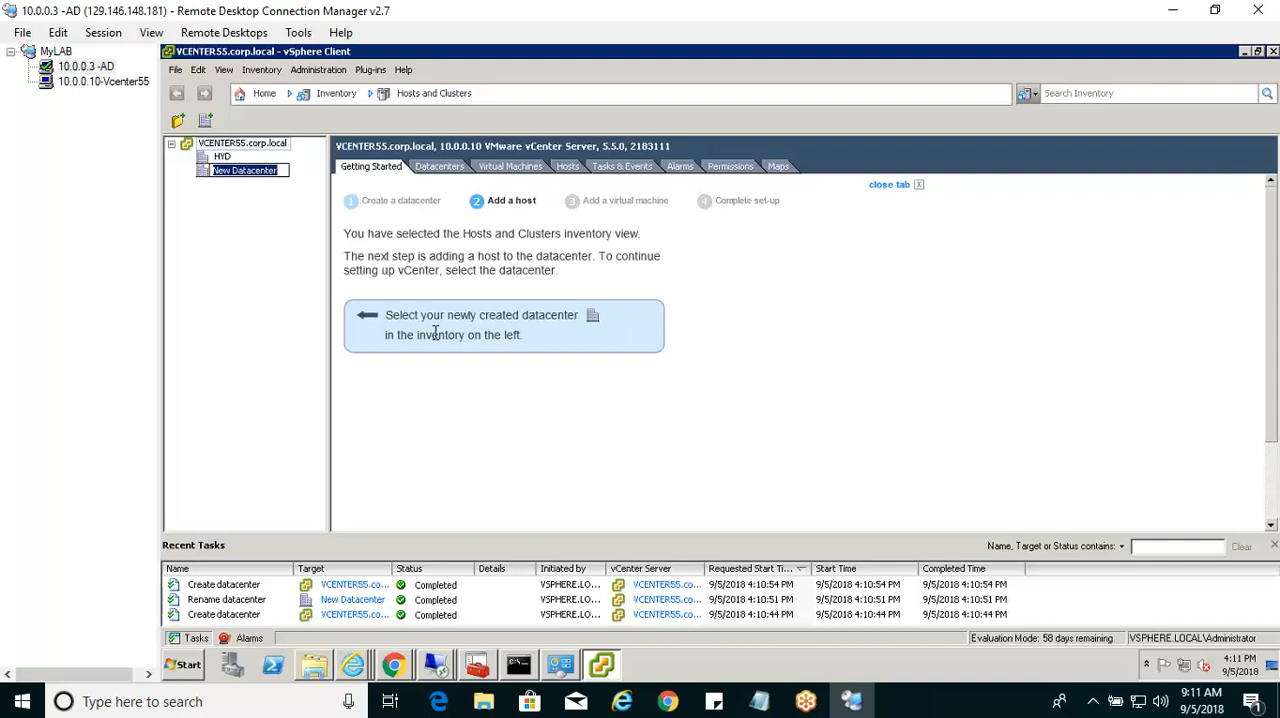 10.0.0.3 -AD (129.146.148.181) - Remote Desktop Connection Manager v2.7
File Edit Session View Remote Desktops Tools Help
MyLAB
10.0.0.3 -AD
10.0.0.10-Vcenter55
VCENTER55.corp.local - vSphere Client
File Edit View Inventory Administration Plug-ins Help
Home Inventory Hosts and Clusters
Search Inventory
VCENTER55.corp.local
HYD
New Datacenter
VCENTER55.corp.local, 10.0.0.10 VMware vCenter Server, 5.5.0, 2183111
Getting Started Datacenters Virtual Machines Hosts Tasks & Events Alarms Permissions Maps
close tab X
1 Create a datacenter 2 Add a host 3 Add a virtual machine 4 Complete set-up
You have selected the Hosts and Clusters inventory view.
The next step is adding a host to the datacenter. To continue
setting up vCenter, select the datacenter.
Select your newly created datacenter
in the inventory on the left.
Recent Tasks
Name, Target or Status contains: Clear
Name Target Status Details Initiated by vCenter Server Requested Start Ti... Start Time Completed Time
Create datacenter VCENTER55.co... Completed VSPHERE.LO... VCENTER55.co... 9/5/2018 4:10:54 PM 9/5/2018 4:10:54 PM 9/5/2018 4:10:54 PM
Rename datacenter New Datacenter Completed VSPHERE.LO... VCENTER55.co... 9/5/2018 4:10:51 PM 9/5/2018 4:10:51 PM 9/5/2018 4:10:51 PM
Create datacenter VCENTER55.co... Completed VSPHERE.LO... VCENTER55.co... 9/5/2018 4:10:44 PM 9/5/2018 4:10:44 PM 9/5/2018 4:10:44 PM
Tasks Alarms
Evaluation Mode: 58 days remaining VSPHERE.LOCAL\Administrator
Start
4:11 PM
9/5/2018
Type here to search
9:11 AM
9/5/2018
1